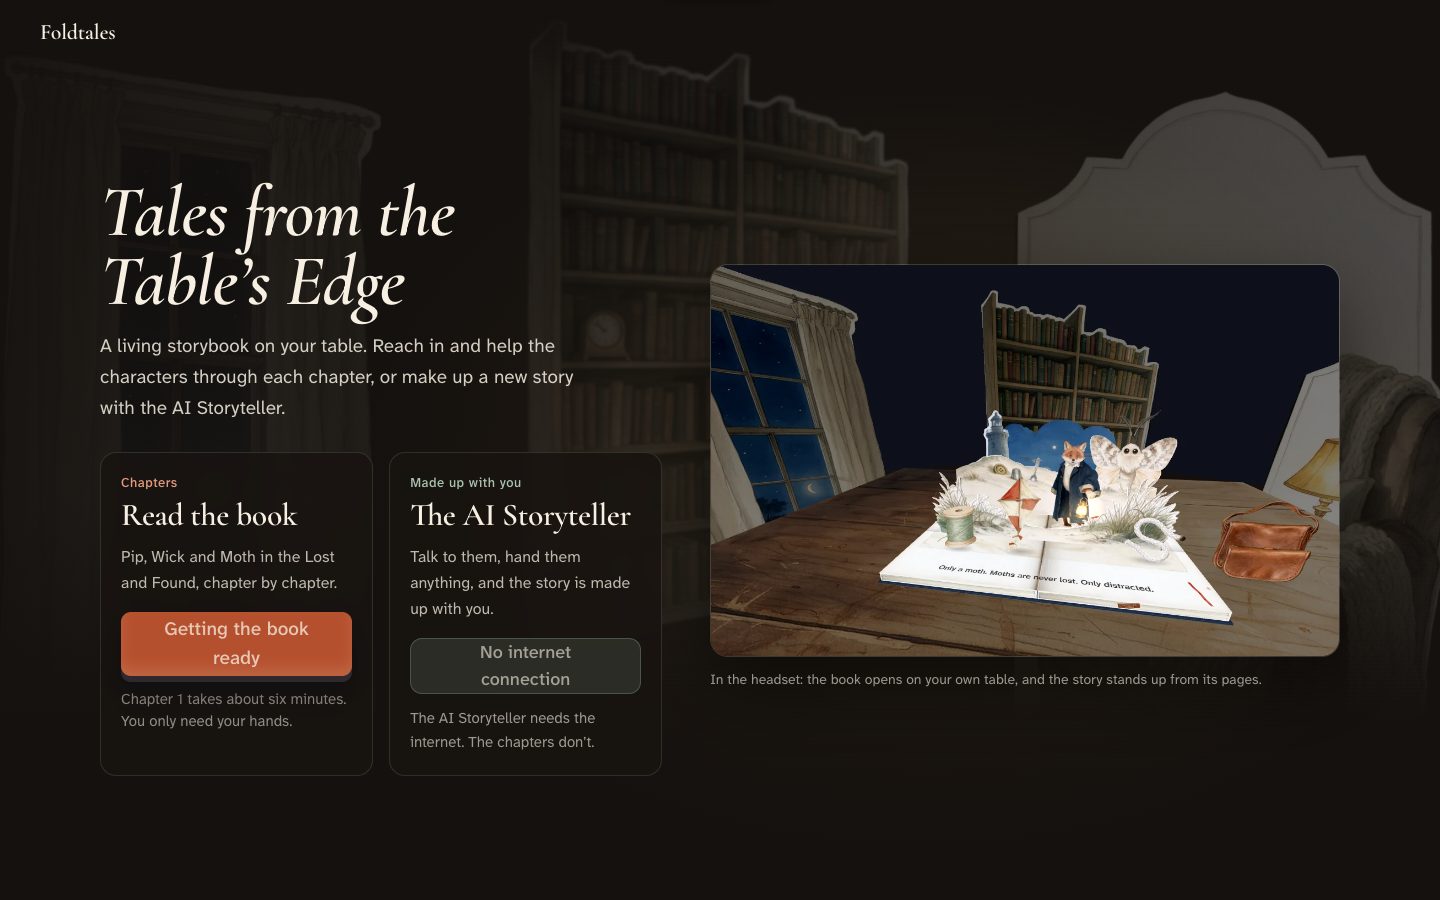 Foldtales
Tales from the
Table’s Edge
A living storybook on your table. Reach in and help the
characters through each chapter, or make up a new story
with the AI Storyteller.
Chapters
Read the book
Pip, Wick and Moth in the Lost
and Found, chapter by chapter.
Getting the book
ready
Chapter 1 takes about six minutes.
You only need your hands.
Made up with you
The AI Storyteller
Talk to them, hand them
anything, and the story is made
up with you.
No internet
connection
The AI Storyteller needs the
internet. The chapters don’t.
Only a moth. Moths are never lost. Only distracted.
In the headset: the book opens on your own table, and the story stands up from its pages.